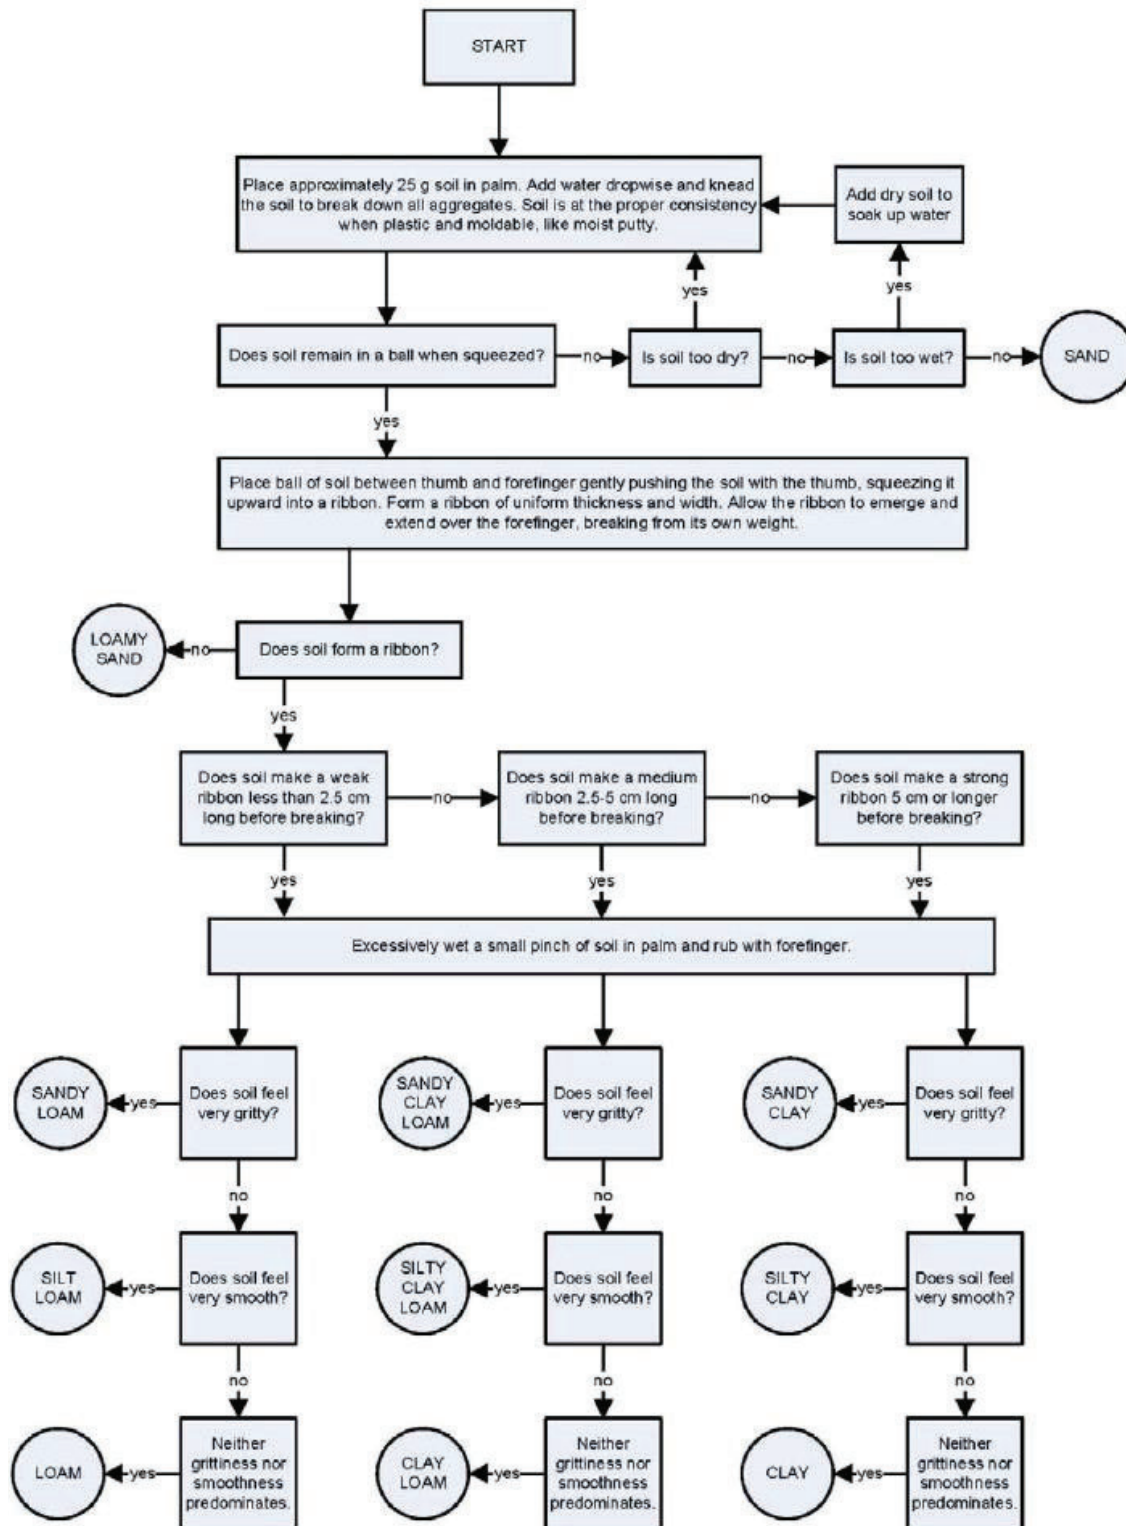 START
Place approximately 25 g soil in palm. Add water dropwise and knead
the soil to break down all aggregates. Soil is at the proper consistency
when plastic and moldable, like moist putty.
Add dry soil to
soak up water
yes
yes
Does soil remain in a ball when squeezed?
no
Is soil too dry?
no
Is soil too wet?
no
SAND
yes
Place ball of soil between thumb and forefinger gently pushing the soil with the thumb, squeezing it
upward into a ribbon. Form a ribbon of uniform thickness and width. Allow the ribbon to emerge and
extend over the forefinger, breaking from its own weight.
LOAMY
SAND
no
Does soil form a ribbon?
yes
Does soil make a weak
ribbon less than 2.5 cm
long before breaking?
no
Does soil make a medium
ribbon 2.5-5 cm long
before breaking?
no
Does soil make a strong
ribbon 5 cm or longer
before breaking?
yes
yes
yes
Excessively wet a small pinch of soil in palm and rub with forefinger.
SANDY
LOAM
yes
Does soil feel
very gritty?
SANDY
CLAY
LOAM
yes
Does soil feel
very gritty?
SANDY
CLAY
yes
Does soil feel
very gritty?
no
no
no
SILT
LOAM
yes
Does soil feel
very smooth?
SILTY
CLAY
LOAM
yes
Does soil feel
very smooth?
SILTY
CLAY
yes
Does soil feel
very smooth?
no
no
no
LOAM
yes
Neither
grittiness nor
smoothness
predominates.
CLAY
LOAM
yes
Neither
grittiness nor
smoothness
predominates.
CLAY
yes
Neither
grittiness nor
smoothness
predominates.